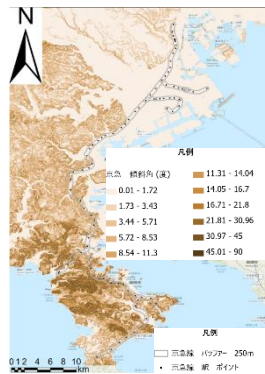 N
凡例
京急 傾斜角 (度)
0.01 - 1.72
1.73 - 3.43
3.44 - 5.71
5.72 - 8.53
8.54 - 11.3
11.31 - 14.04
14.05 - 16.7
16.71 - 21.8
21.81 - 30.96
30.97 - 45
45.01 - 90
凡例
京急線 バッファー 250m
京急線 駅 ポイント
0 1 2 4 6 8 10
km